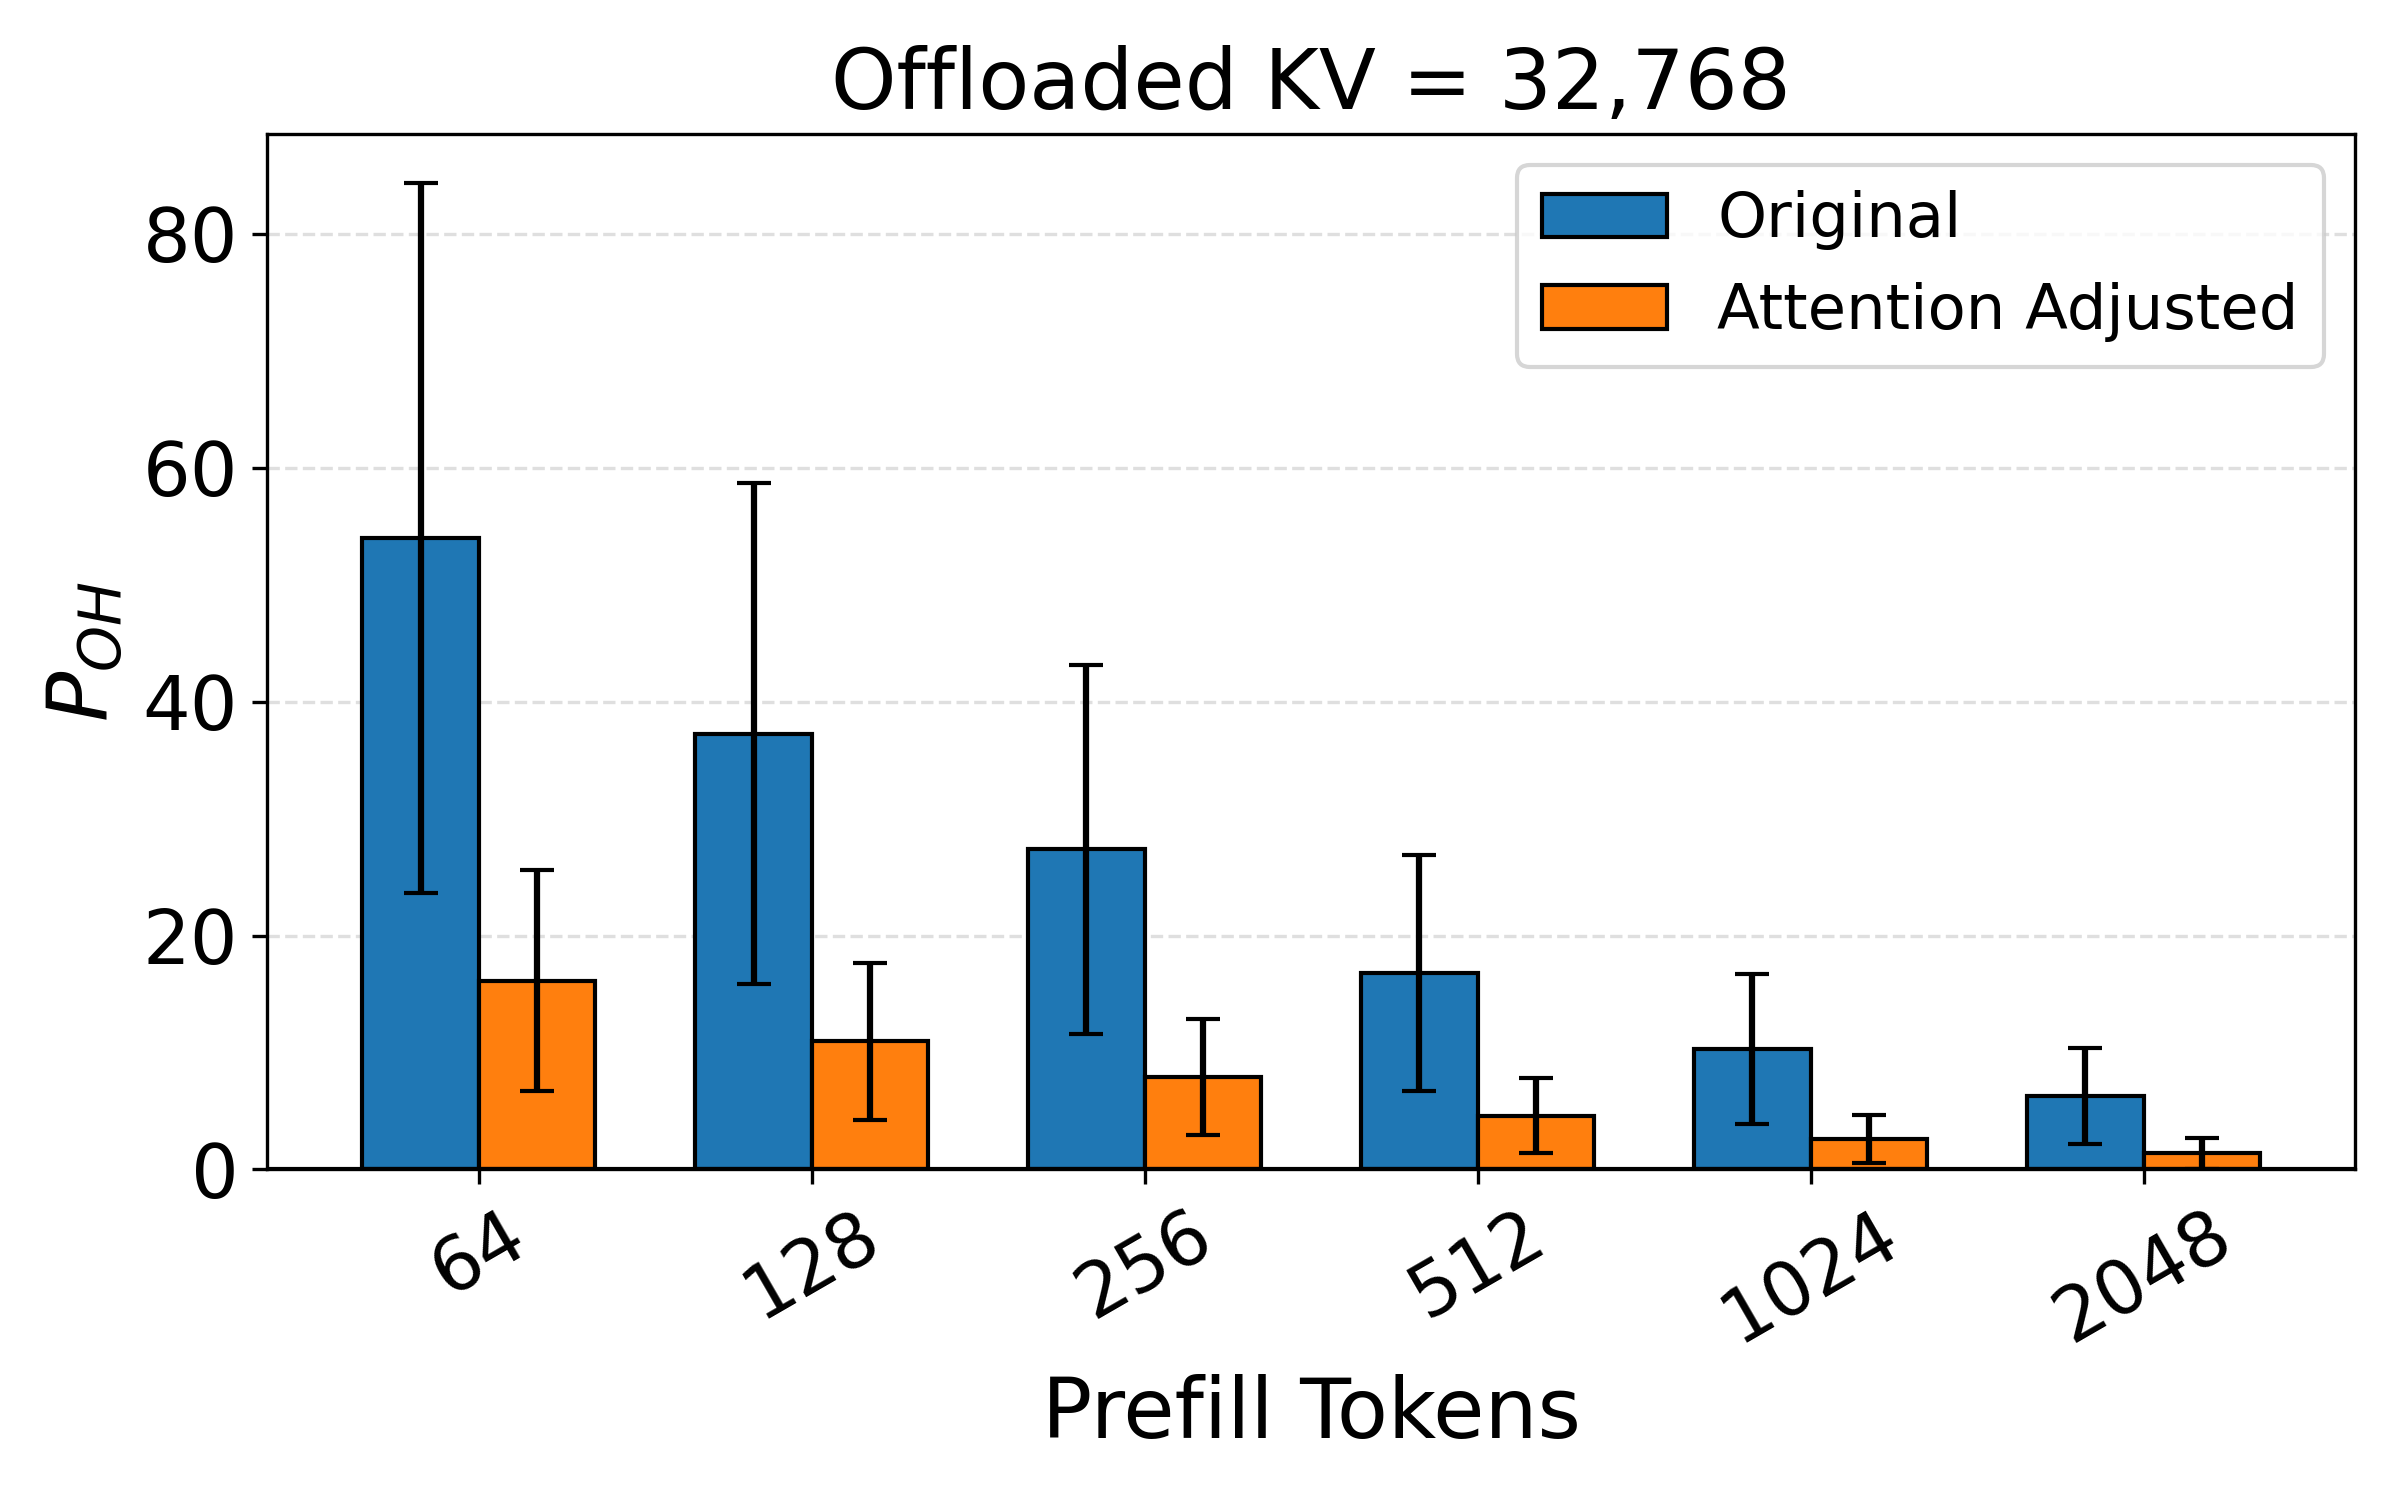 Offloaded KV = 32,768
Original
Attention Adjusted
P_OH
80
60
40
20
0
64
128
256
512
1024
2048
Prefill Tokens